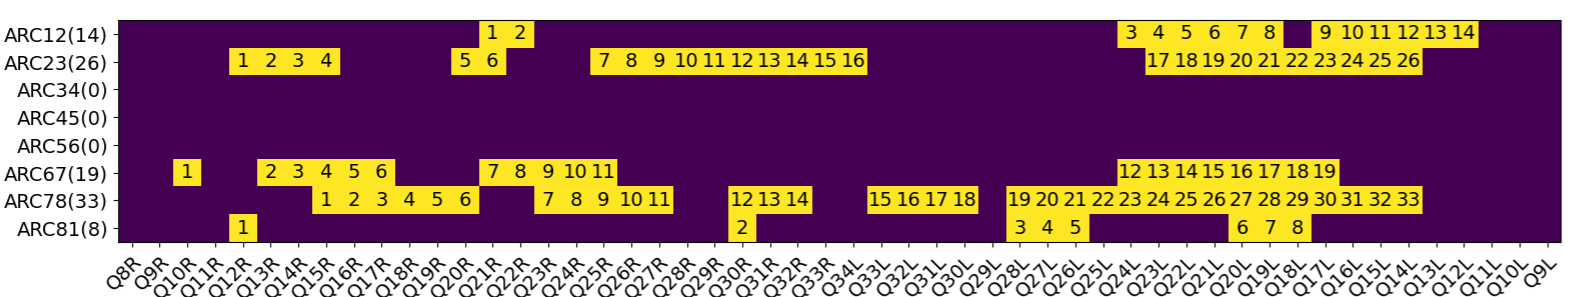 ARC12(14) 1 2 3 4 5 6 7 8 9 10 11 12 13 14
ARC23(26) 1 2 3 4 5 6 7 8 9 10 11 12 13 14 15 16 17 18 19 20 21 22 23 24 25 26
ARC34(0)
ARC45(0)
ARC56(0)
ARC67(19) 1 2 3 4 5 6 7 8 9 10 11 12 13 14 15 16 17 18 19
ARC78(33) 1 2 3 4 5 6 7 8 9 10 11 12 13 14 15 16 17 18 19 20 21 22 23 24 25 26 27 28 29 30 31 32 33
ARC81(8) 1 2 3 4 5 6 7 8
Q8R Q9R Q10R Q11R Q12R Q13R Q14R Q15R Q16R Q17R Q18R Q19R Q20R Q21R Q22R Q23R Q24R Q25R Q26R Q27R Q28R Q29R Q30R Q31R Q32R Q33R Q34L Q33L Q32L Q31L Q30L Q29L Q28L Q27L Q26L Q25L Q24L Q23L Q22L Q21L Q20L Q19L Q18L Q17L Q16L Q15L Q14L Q13L Q12L Q11L Q10L Q9L